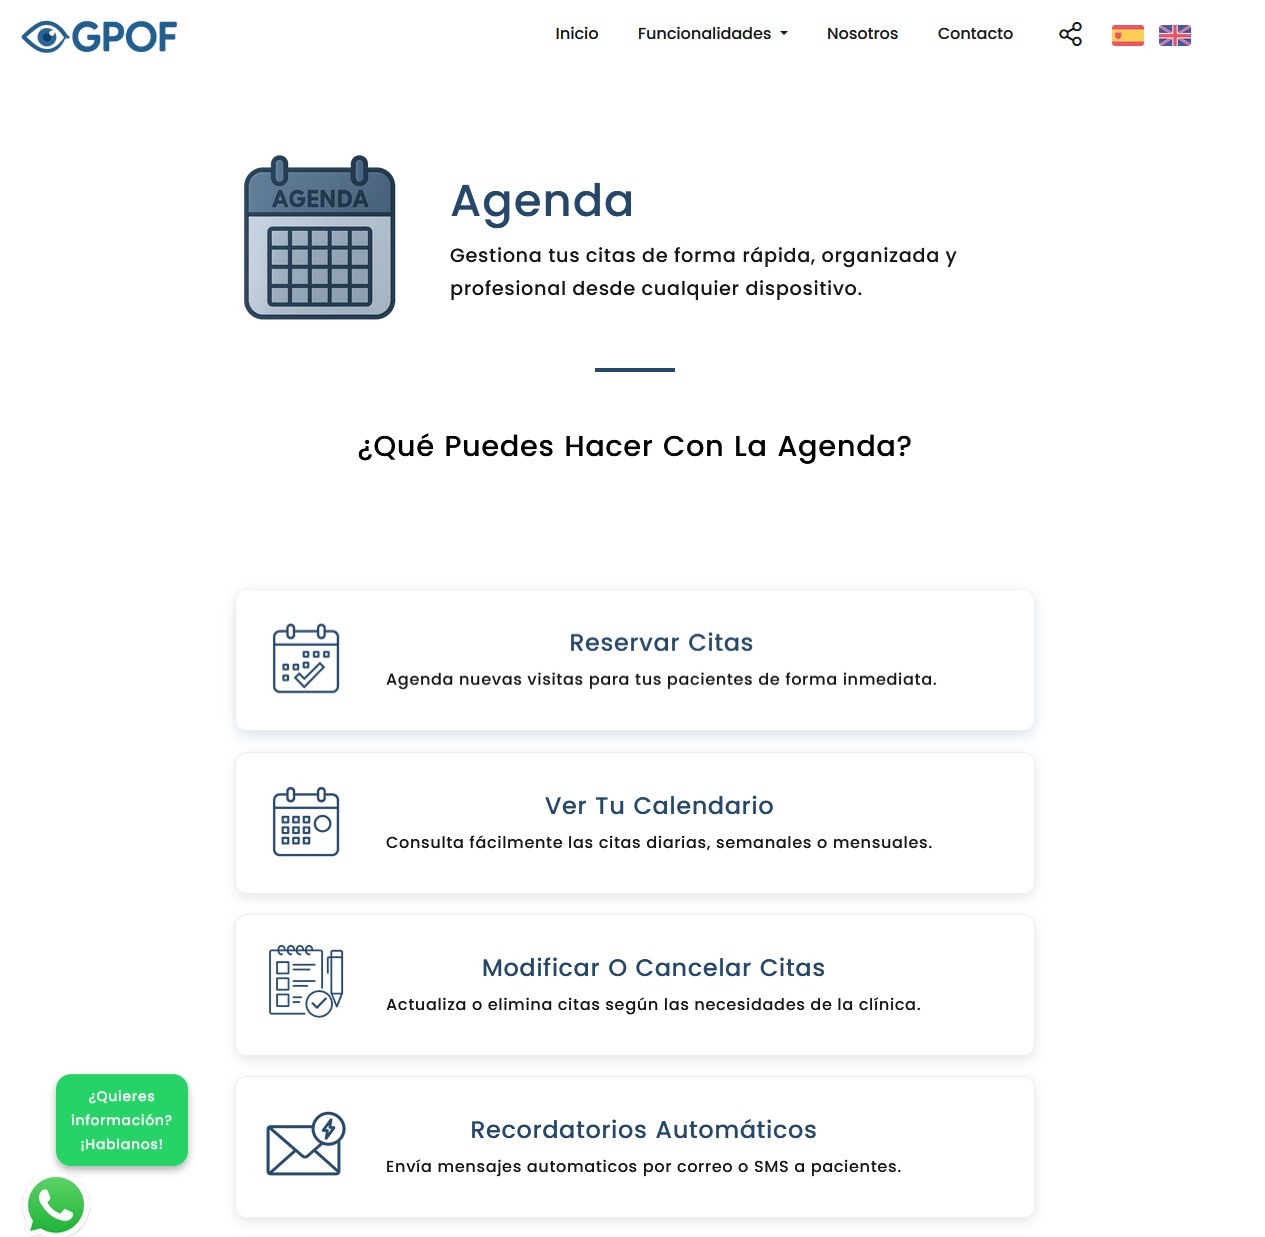 GPOF
Inicio
Funcionalidades
Nosotros
Contacto
AGENDA
Agenda
Gestiona tus citas de forma rápida, organizada y
profesional desde cualquier dispositivo.
¿Qué Puedes Hacer Con La Agenda?
Reservar Citas
Agenda nuevas visitas para tus pacientes de forma inmediata.
Ver Tu Calendario
Consulta fácilmente las citas diarias, semanales o mensuales.
Modificar O Cancelar Citas
Actualiza o elimina citas según las necesidades de la clínica.
Recordatorios Automáticos
Envía mensajes automaticos por correo o SMS a pacientes.
¿Quieres
información?
¡Hablanos!